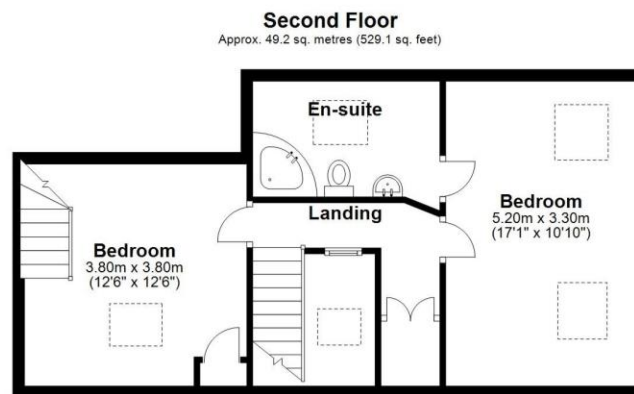 Second Floor
Approx. 49.2 sq. metres (529.1 sq. feet)
En-suite
Landing
Bedroom
5.20m x 3.30m
(17'1" x 10'10")
Bedroom
3.80m x 3.80m
(12'6" x 12'6")